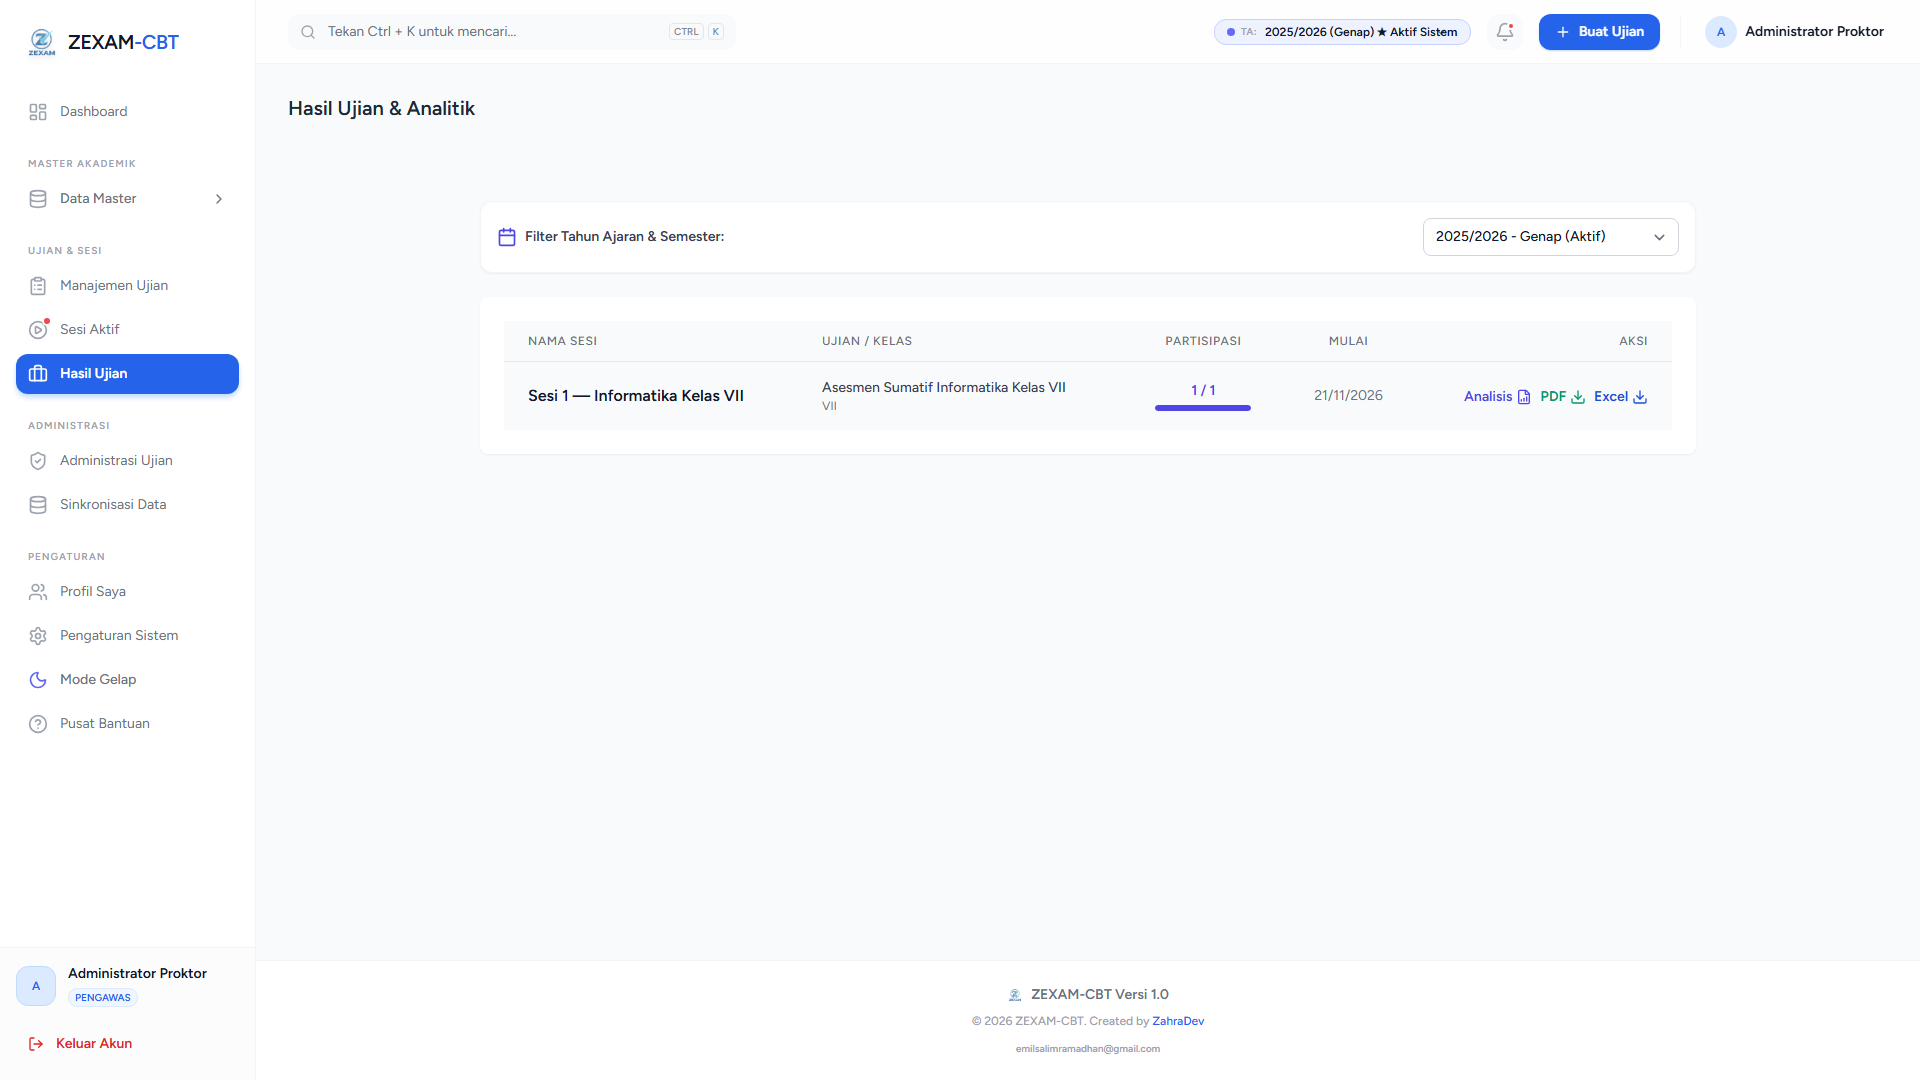 ZEXAM
ZEXAM-CBT
Tekan Ctrl + K untuk mencari...
CTRL K
TA: 2025/2026 (Genap) ★ Aktif Sistem
+ Buat Ujian
A
Administrator Proktor
Dashboard
MASTER AKADEMIK
Data Master
UJIAN & SESI
Manajemen Ujian
Sesi Aktif
Hasil Ujian
ADMINISTRASI
Administrasi Ujian
Sinkronisasi Data
PENGATURAN
Profil Saya
Pengaturan Sistem
Mode Gelap
Pusat Bantuan
A
Administrator Proktor
PENGAWAS
Keluar Akun
Hasil Ujian & Analitik
Filter Tahun Ajaran & Semester:
2025/2026 - Genap (Aktif)
NAMA SESI UJIAN / KELAS PARTISIPASI MULAI AKSI
Sesi 1 — Informatika Kelas VII
Asesmen Sumatif Informatika Kelas VII
VII
1 / 1
21/11/2026
Analisis PDF Excel
ZEXAM-CBT Versi 1.0
© 2026 ZEXAM-CBT. Created by ZahraDev
emilsalimramadhan@gmail.com